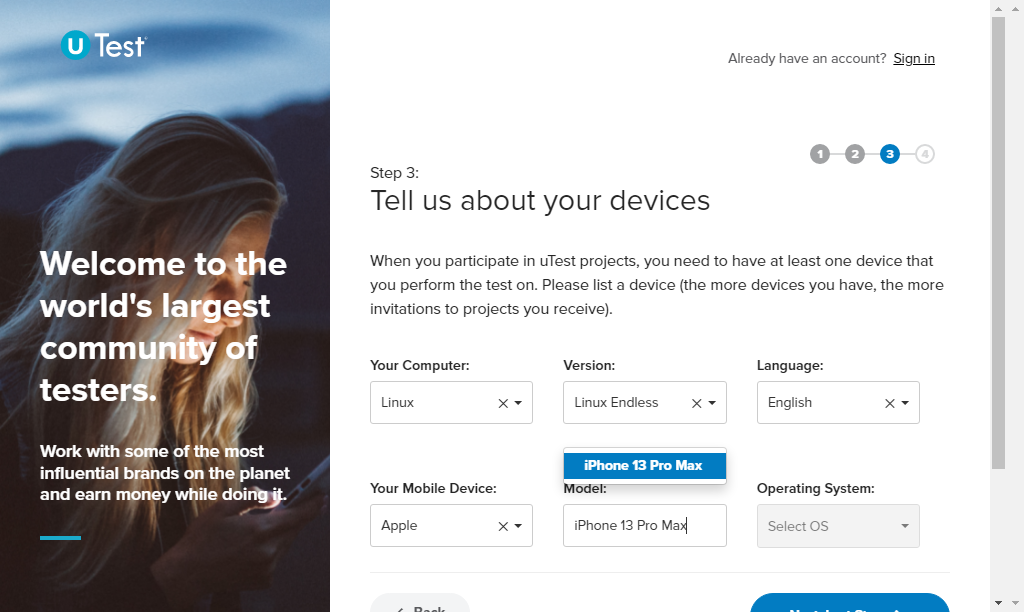 U Test
Already have an account? Sign in
1 2 3 4
Step 3:
Tell us about your devices
Welcome to the
world's largest
community of
testers.
Work with some of the most
influential brands on the planet
and earn money while doing it.
When you participate in uTest projects, you need to have at least one device that
you perform the test on. Please list a device (the more devices you have, the more
invitations to projects you receive).
Your Computer: Version: Language:
Linux Linux Endless English
iPhone 13 Pro Max
Your Mobile Device: Model: Operating System:
Apple iPhone 13 Pro Max Select OS
Back